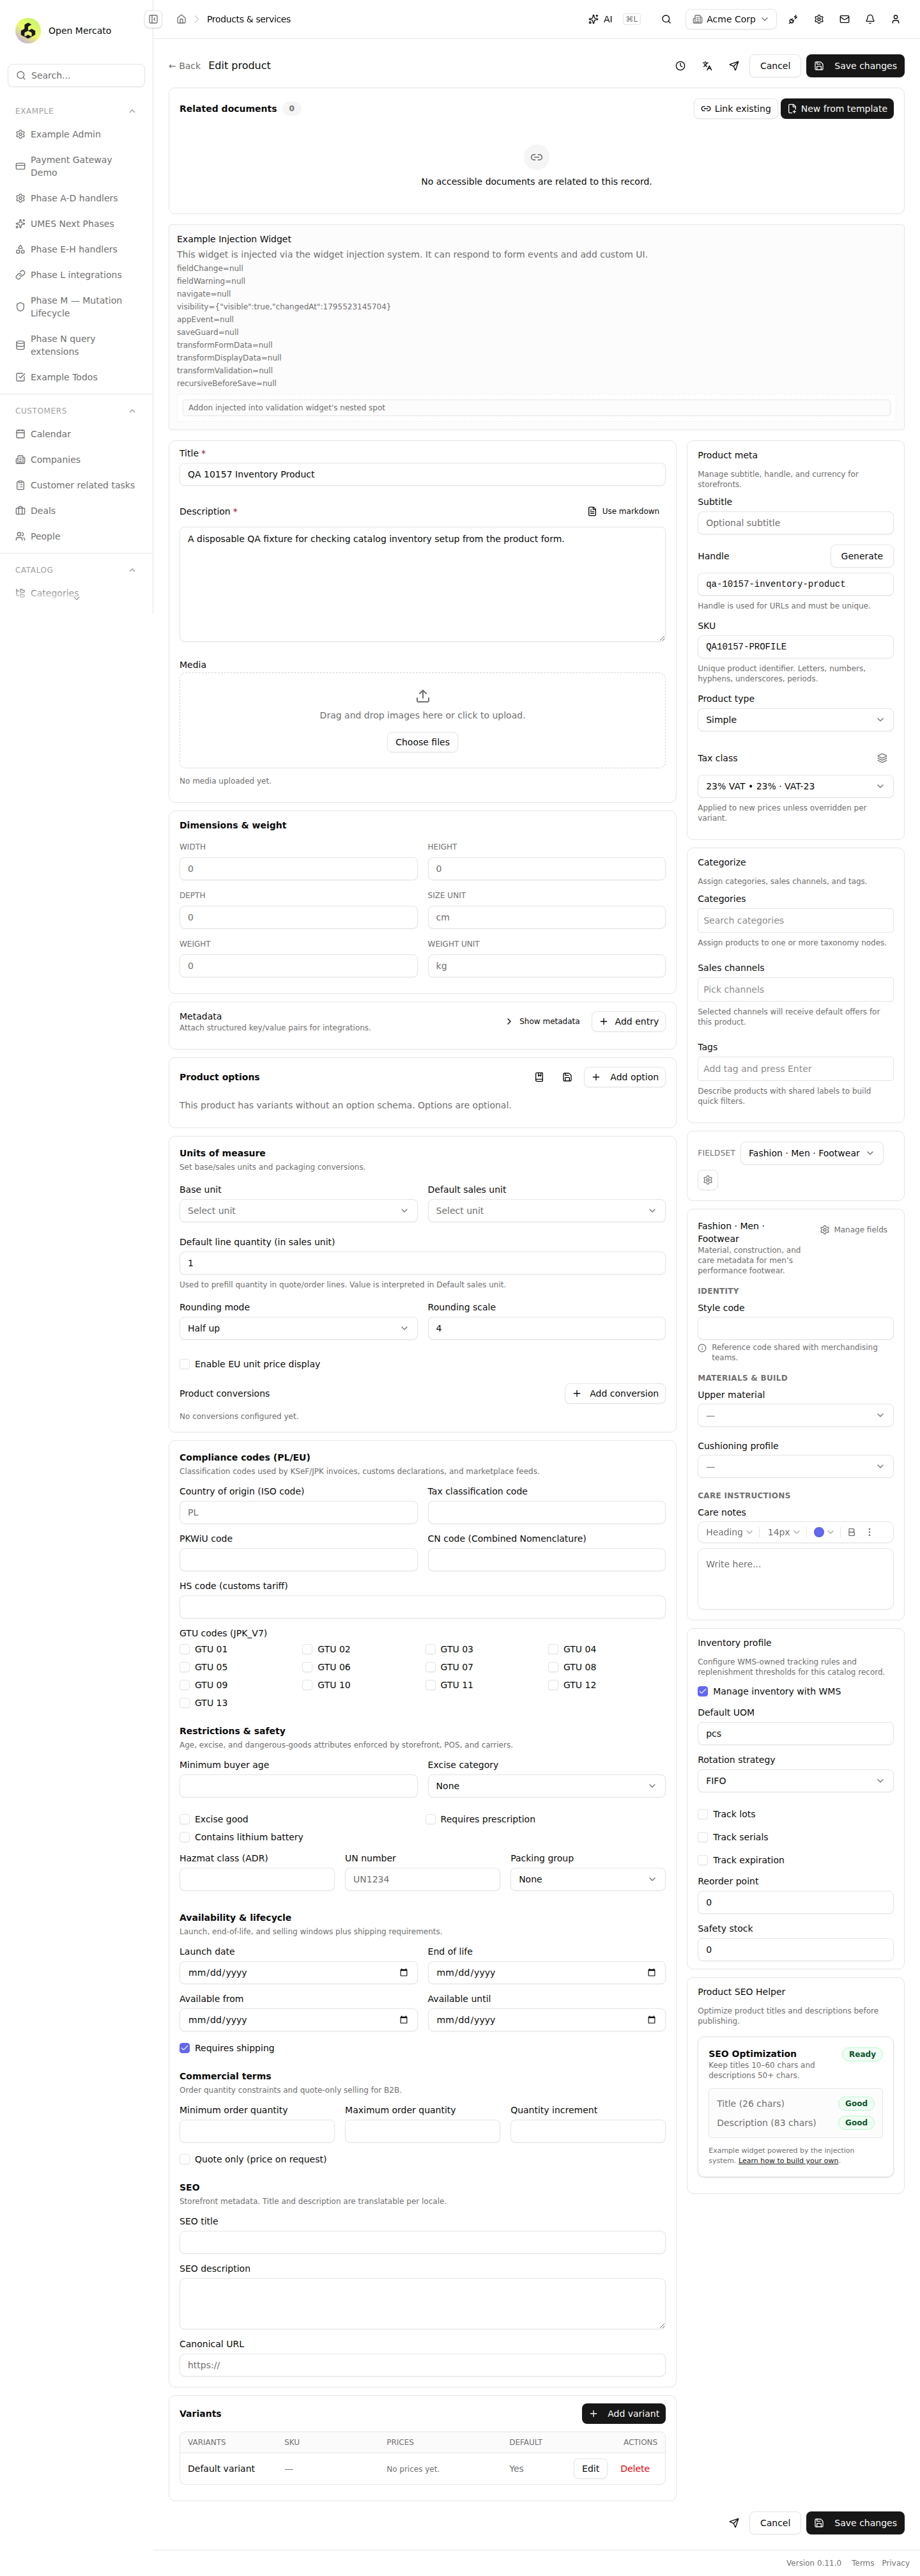 Open Mercato
Search...
EXAMPLE
Example Admin
Payment Gateway
Demo
Phase A-D handlers
UMES Next Phases
Phase E-H handlers
Phase L integrations
Phase M — Mutation
Lifecycle
Phase N query
extensions
Example Todos
CUSTOMERS
Calendar
Companies
Customer related tasks
Deals
People
CATALOG
Categories
Products & services
AI ⌘L
Acme Corp
← Back Edit product
Cancel
Save changes
Related documents 0
Link existing
New from template
No accessible documents are related to this record.
Example Injection Widget
This widget is injected via the widget injection system. It can respond to form events and add custom UI.
fieldChange=null
fieldWarning=null
navigate=null
visibility={"visible":true,"changedAt":1795523145704}
appEvent=null
saveGuard=null
transformFormData=null
transformDisplayData=null
transformValidation=null
recursiveBeforeSave=null
Addon injected into validation widget's nested spot
Title *
QA 10157 Inventory Product
Description *
Use markdown
A disposable QA fixture for checking catalog inventory setup from the product form.
Media
Drag and drop images here or click to upload.
Choose files
No media uploaded yet.
Dimensions & weight
WIDTH HEIGHT
0 0
DEPTH SIZE UNIT
0 cm
WEIGHT WEIGHT UNIT
0 kg
Metadata
Attach structured key/value pairs for integrations.
Show metadata
Add entry
Product options
Add option
This product has variants without an option schema. Options are optional.
Units of measure
Set base/sales units and packaging conversions.
Base unit Default sales unit
Select unit Select unit
Default line quantity (in sales unit)
1
Used to prefill quantity in quote/order lines. Value is interpreted in Default sales unit.
Rounding mode Rounding scale
Half up 4
Enable EU unit price display
Product conversions
Add conversion
No conversions configured yet.
Compliance codes (PL/EU)
Classification codes used by KSeF/JPK invoices, customs declarations, and marketplace feeds.
Country of origin (ISO code) Tax classification code
PL
PKWiU code CN code (Combined Nomenclature)
HS code (customs tariff)
GTU codes (JPK_V7)
GTU 01 GTU 02 GTU 03 GTU 04
GTU 05 GTU 06 GTU 07 GTU 08
GTU 09 GTU 10 GTU 11 GTU 12
GTU 13
Restrictions & safety
Age, excise, and dangerous-goods attributes enforced by storefront, POS, and carriers.
Minimum buyer age Excise category
None
Excise good Requires prescription
Contains lithium battery
Hazmat class (ADR) UN number Packing group
UN1234 None
Availability & lifecycle
Launch, end-of-life, and selling windows plus shipping requirements.
Launch date End of life
mm/dd/yyyy mm/dd/yyyy
Available from Available until
mm/dd/yyyy mm/dd/yyyy
Requires shipping
Commercial terms
Order quantity constraints and quote-only selling for B2B.
Minimum order quantity Maximum order quantity Quantity increment
Quote only (price on request)
SEO
Storefront metadata. Title and description are translatable per locale.
SEO title
SEO description
Canonical URL
https://
Variants
Add variant
VARIANTS SKU PRICES DEFAULT ACTIONS
Default variant — No prices yet. Yes Edit Delete
Product meta
Manage subtitle, handle, and currency for
storefronts.
Subtitle
Optional subtitle
Handle
Generate
qa-10157-inventory-product
Handle is used for URLs and must be unique.
SKU
QA10157-PROFILE
Unique product identifier. Letters, numbers,
hyphens, underscores, periods.
Product type
Simple
Tax class
23% VAT • 23% · VAT-23
Applied to new prices unless overridden per
variant.
Categorize
Assign categories, sales channels, and tags.
Categories
Search categories
Assign products to one or more taxonomy nodes.
Sales channels
Pick channels
Selected channels will receive default offers for
this product.
Tags
Add tag and press Enter
Describe products with shared labels to build
quick filters.
FIELDSET Fashion · Men · Footwear
Fashion · Men ·
Footwear
Manage fields
Material, construction, and
care metadata for men's
performance footwear.
IDENTITY
Style code
Reference code shared with merchandising
teams.
MATERIALS & BUILD
Upper material
—
Cushioning profile
—
CARE INSTRUCTIONS
Care notes
Heading 14px B
Write here...
Inventory profile
Configure WMS-owned tracking rules and
replenishment thresholds for this catalog record.
Manage inventory with WMS
Default UOM
pcs
Rotation strategy
FIFO
Track lots
Track serials
Track expiration
Reorder point
0
Safety stock
0
Product SEO Helper
Optimize product titles and descriptions before
publishing.
SEO Optimization Ready
Keep titles 10–60 chars and
descriptions 50+ chars.
Title (26 chars) Good
Description (83 chars) Good
Example widget powered by the injection
system. Learn how to build your own.
Cancel
Save changes
Version 0.11.0 Terms Privacy